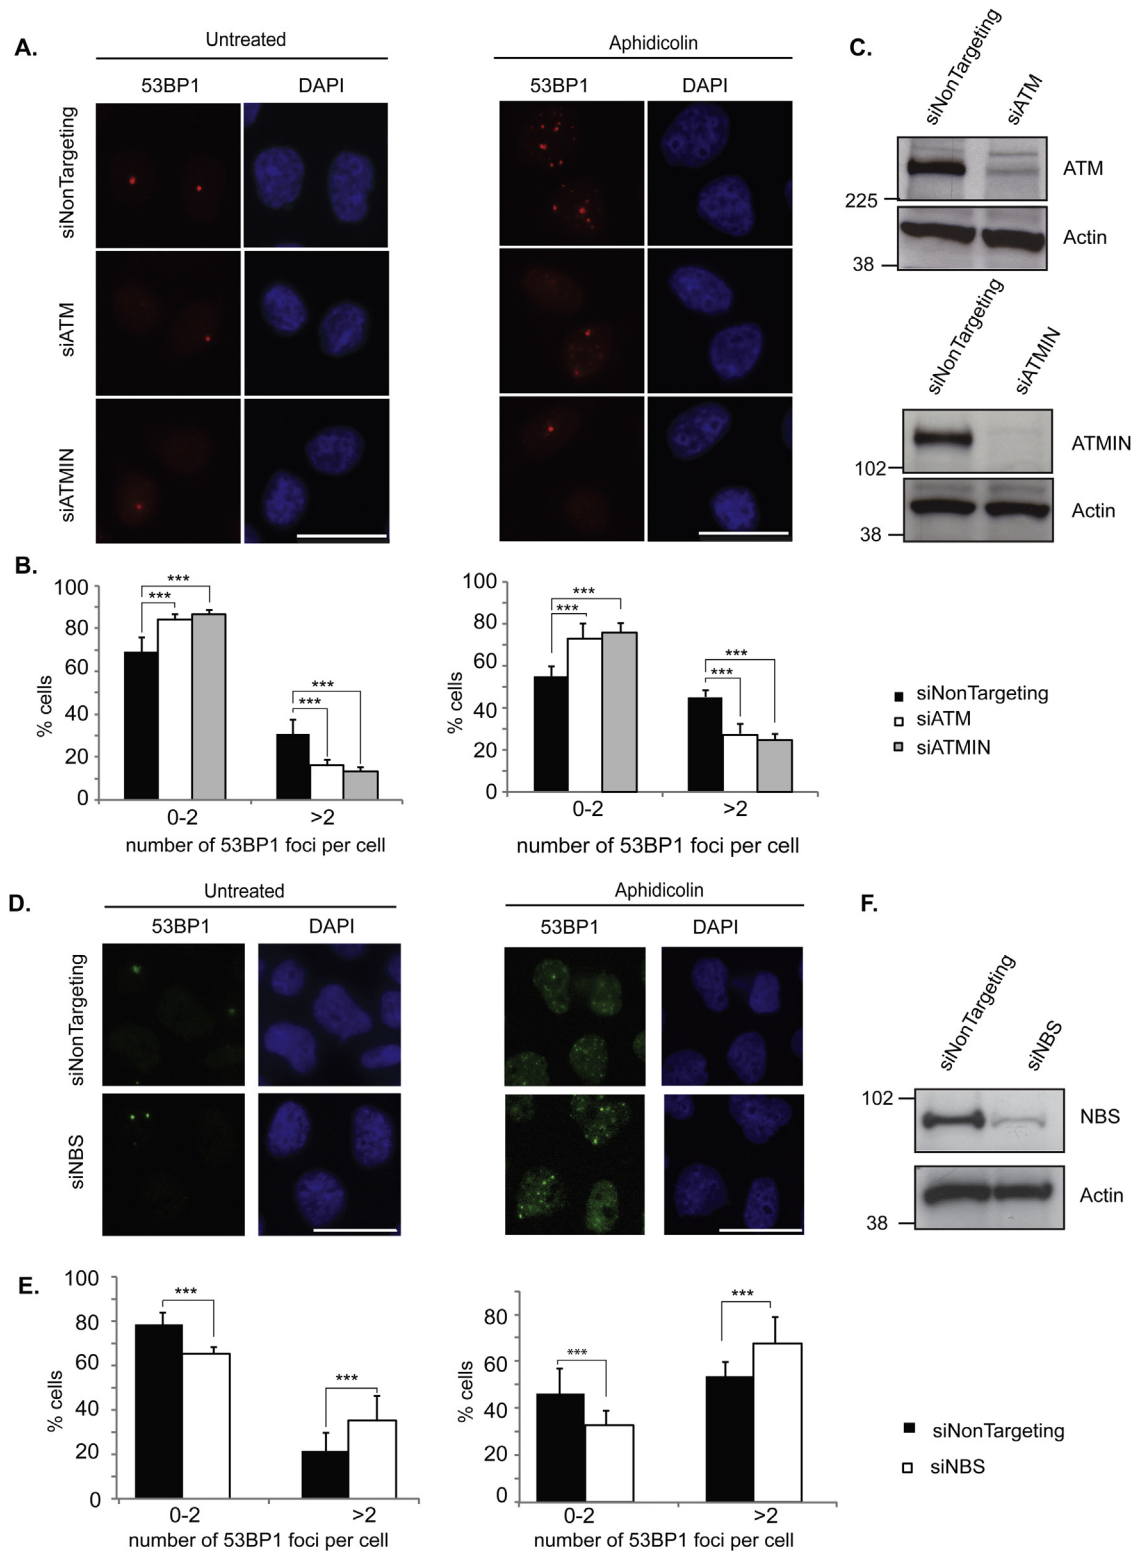 A.
Untreated
Aphidicolin
53BP1
DAPI
53BP1
DAPI
siNonTargeting
siATM
siATMIN
C.
siNonTargeting
siATM
ATM
225
Actin
38
siNonTargeting
siATMIN
ATMIN
102
Actin
38
B.
% cells
100
80
60
40
20
0
***
***
***
***
0-2
>2
number of 53BP1 foci per cell
% cells
100
80
60
40
20
0
***
***
***
***
0-2
>2
number of 53BP1 foci per cell
siNonTargeting
siATM
siATMIN
D.
Untreated
Aphidicolin
53BP1
DAPI
53BP1
DAPI
siNonTargeting
siNBS
F.
siNonTargeting
siNBS
102
NBS
Actin
38
E.
% cells
100
80
60
40
20
0
***
***
0-2
>2
number of 53BP1 foci per cell
% cells
80
60
40
20
0
***
***
0-2
>2
number of 53BP1 foci per cell
siNonTargeting
siNBS